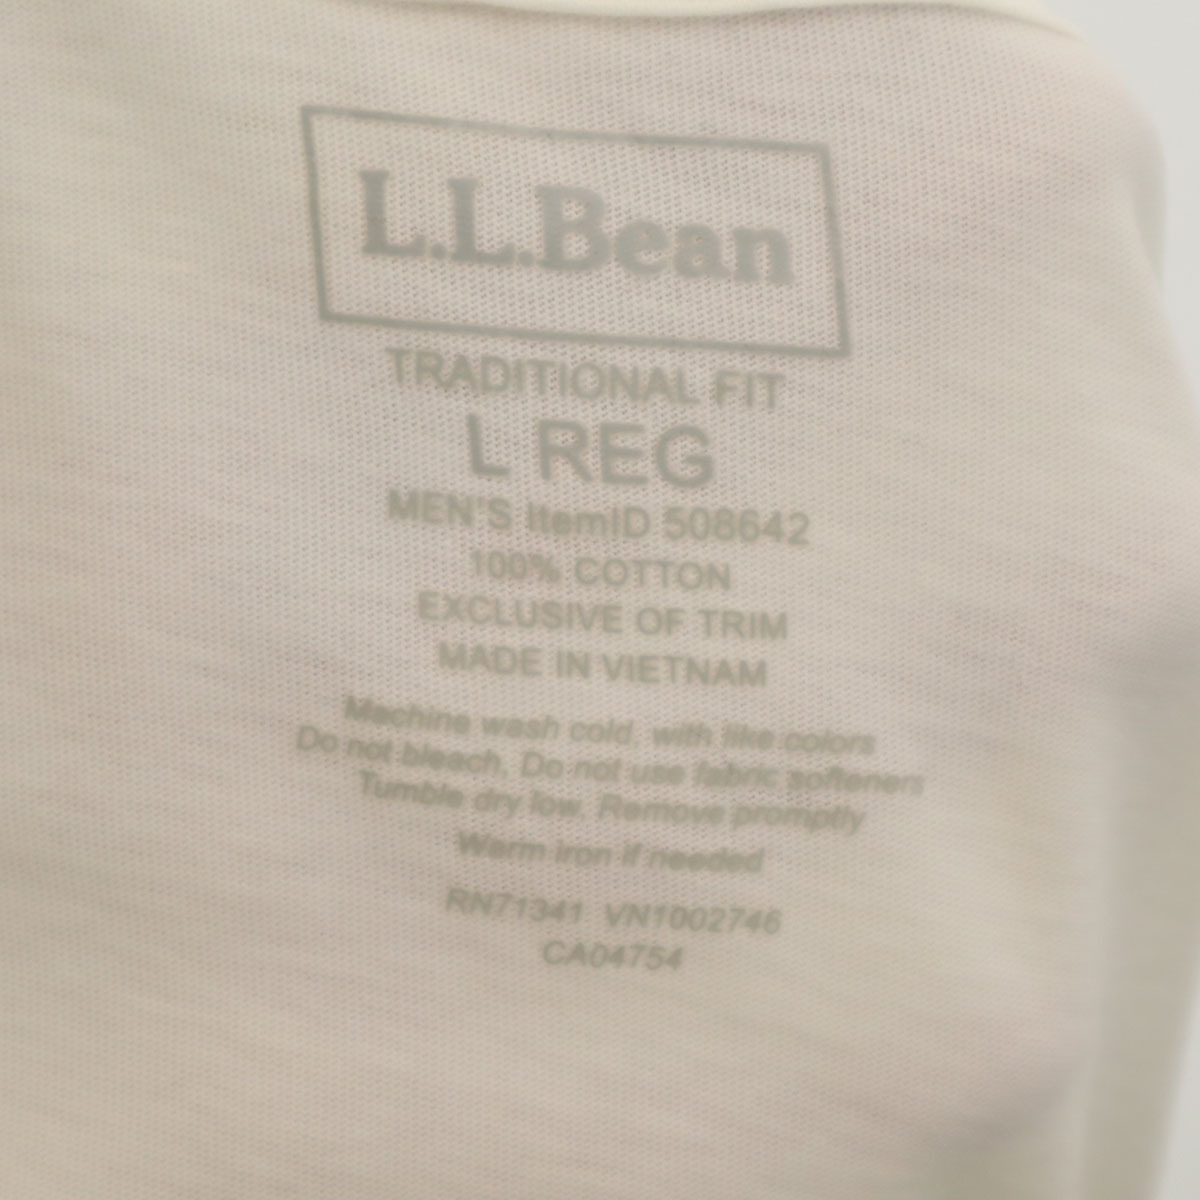 L.L.Bean
TRADITIONAL FIT
L REG
MEN'S ItemID 508642
100% COTTON
EXCLUSIVE OF TRIM
MADE IN VIETNAM
Machine wash cold, with like colors
Do not bleach, Do not use fabric softeners
Tumble dry low, Remove promptly
Warm iron if needed
RN71341 VN1002746
CA04754